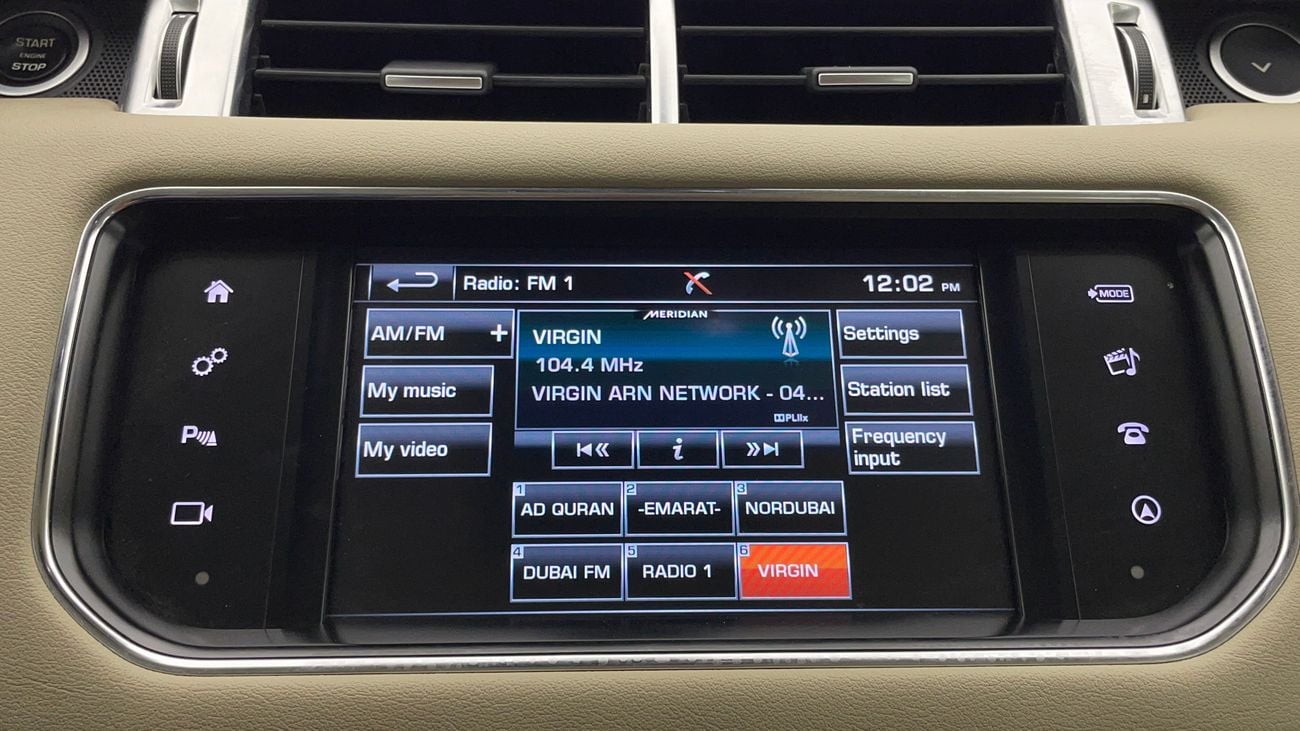 START
ENGINE
STOP
Radio: FM 1
12:02 PM
AM/FM +
My music
My video
MERIDIAN
VIRGIN
104.4 MHz
VIRGIN ARN NETWORK - 04...
PLIIx
i
Settings
Station list
Frequency
input
1 AD QURAN
2 -EMARAT-
3 NORDUBAI
4 DUBAI FM
5 RADIO 1
6 VIRGIN
P
MODE